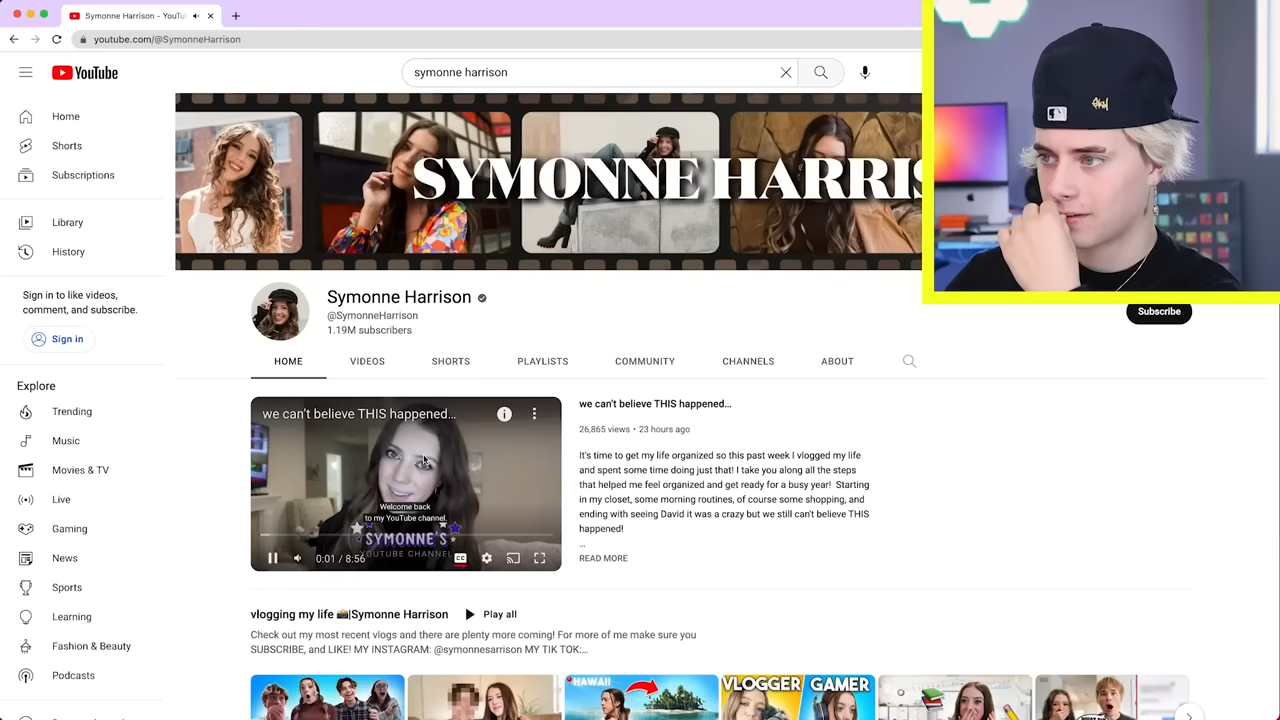 Symonne Harrison - YouTu
youtube.com/@SymonneHarrison
YouTube
symonne harrison
Home
Shorts
Subscriptions
Library
History
Sign in to like videos,
comment, and subscribe.
Sign in
Explore
Trending
Music
Movies & TV
Live
Gaming
News
Sports
Learning
Fashion & Beauty
Podcasts
SYMONNE HARRIS
Symonne Harrison
@SymonneHarrison
1.19M subscribers
Subscribe
HOME VIDEOS SHORTS PLAYLISTS COMMUNITY CHANNELS ABOUT
we can't believe THIS happened...
Welcome back
to my YouTube channel.
SYMONNE'S
YOUTUBE CHANNEL
0:01 / 8:56
CC
we can't believe THIS happened...
26,865 views • 23 hours ago
It's time to get my life organized so this past week I vlogged my life
and spent some time doing just that! I take you along all the steps
that helped me feel organized and get ready for a busy year! Starting
in my closet, some morning routines, of course some shopping, and
ending with seeing David it was a crazy but we still can't believe THIS
happened!
...
READ MORE
vlogging my life 📸|Symonne Harrison
Play all
Check out my most recent vlogs and there are plenty more coming! For more of me make sure you
SUBSCRIBE, and LIKE! MY INSTAGRAM: @symonnesarrison MY TIK TOK:...
HAWAII
VLOGGER GAMER